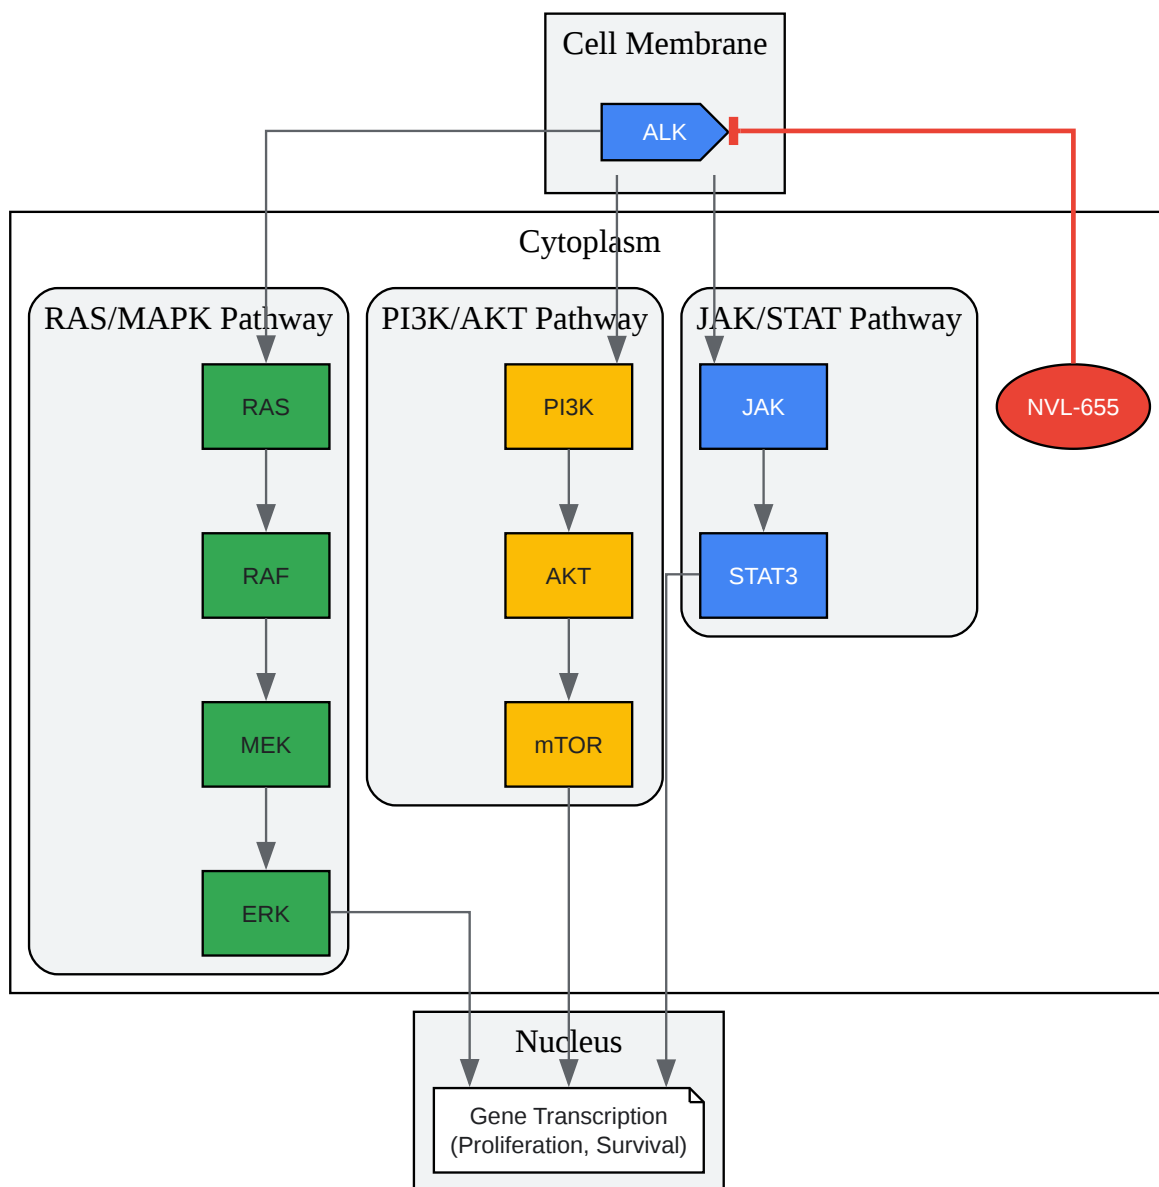 Cell Membrane
ALK
Cytoplasm
RAS/MAPK Pathway
PI3K/AKT Pathway
JAK/STAT Pathway
RAS
PI3K
JAK
NVL-655
RAF
AKT
STAT3
MEK
mTOR
ERK
Nucleus
Gene Transcription
(Proliferation, Survival)